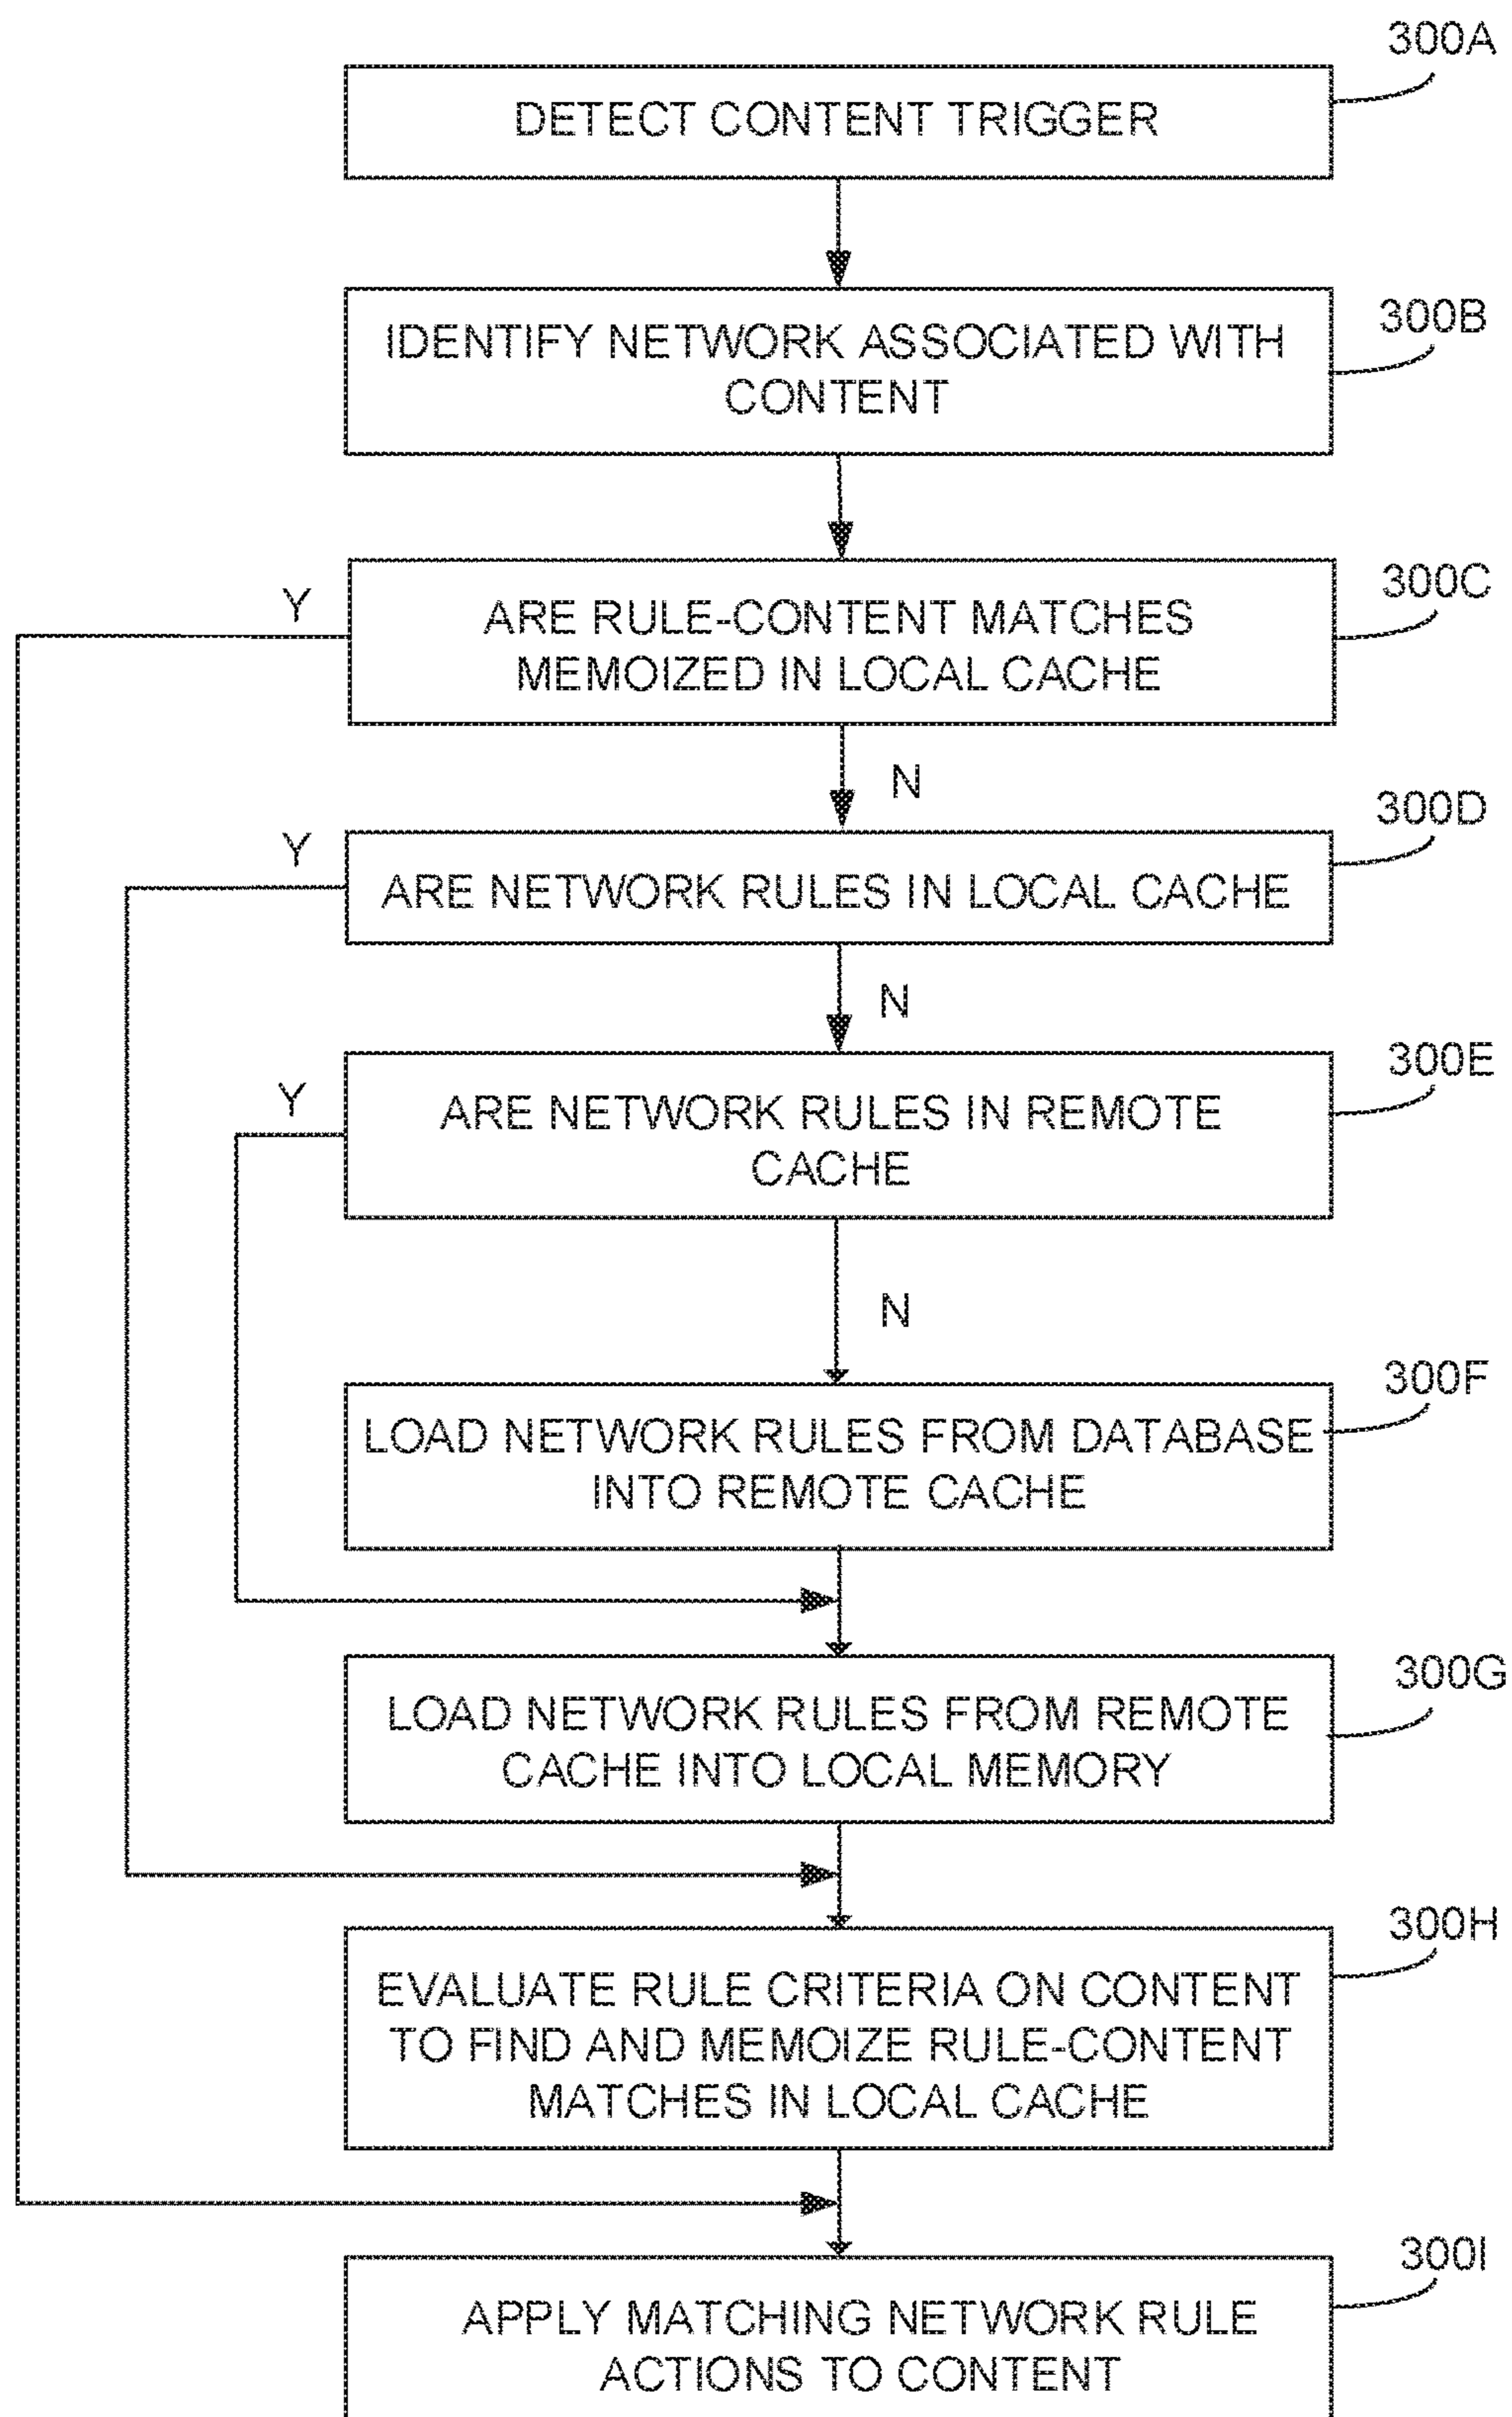 300A
DETECT CONTENT TRIGGER
300B
IDENTIFY NETWORK ASSOCIATED WITH
CONTENT
300C
Y
ARE RULE-CONTENT MATCHES
MEMOIZED IN LOCAL CACHE
N
300D
Y
ARE NETWORK RULES IN LOCAL CACHE
N
300E
Y
ARE NETWORK RULES IN REMOTE
CACHE
N
300F
LOAD NETWORK RULES FROM DATABASE
INTO REMOTE CACHE
300G
LOAD NETWORK RULES FROM REMOTE
CACHE INTO LOCAL MEMORY
300H
EVALUATE RULE CRITERIA ON CONTENT
TO FIND AND MEMOIZE RULE-CONTENT
MATCHES IN LOCAL CACHE
300I
APPLY MATCHING NETWORK RULE
ACTIONS TO CONTENT